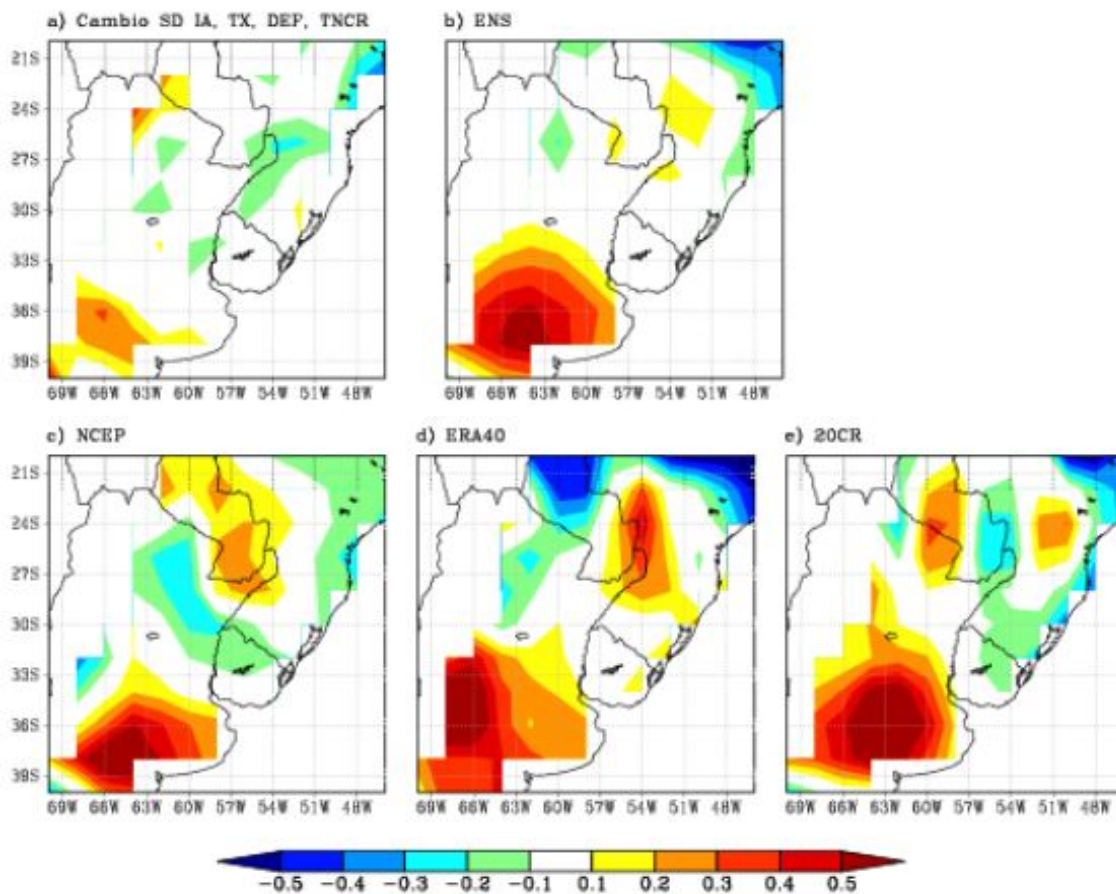 a) Cambio SD IA, TX, DEP, TNCR
b) ENS
21S
24S
27S
30S
33S
36S
39S
69W 66W 63W 60W 57W 54W 51W 48W
69W 66W 63W 60W 57W 54W 51W 48W
c) NCEP
d) ERA40
e) 20CR
21S
24S
27S
30S
33S
36S
39S
69W 66W 63W 60W 57W 54W 51W 48W
69W 66W 63W 60W 57W 54W 51W 48W
69W 66W 63W 60W 57W 54W 51W 48W
-0.5 -0.4 -0.3 -0.2 -0.1 0.1 0.2 0.3 0.4 0.5